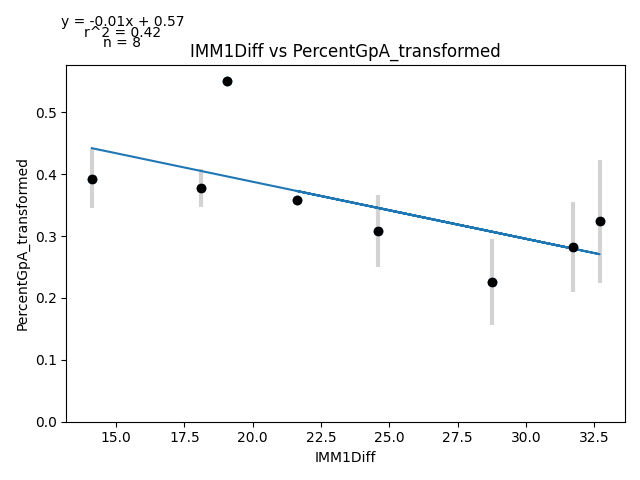 y = -0.01x + 0.57
r^2 = 0.42
n = 8
IMM1Diff vs PercentGpA_transformed
PercentGpA_transformed
0.5
0.4
0.3
0.2
0.1
0.0
15.0 17.5 20.0 22.5 25.0 27.5 30.0 32.5
IMM1Diff